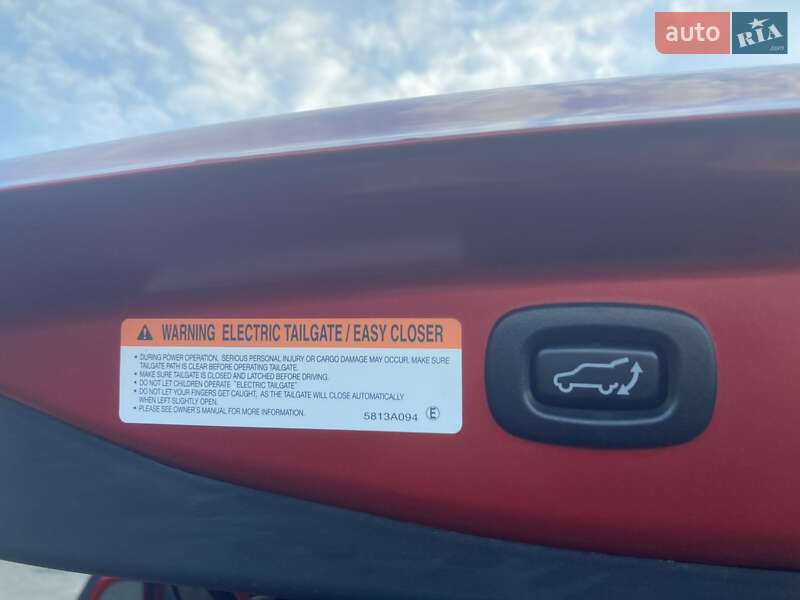 auto RIA
.com
WARNING ELECTRIC TAILGATE / EASY CLOSER
• DURING POWER OPERATION, SERIOUS PERSONAL INJURY OR CARGO DAMAGE MAY OCCUR. MAKE SURE
TAILGATE PATH IS CLEAR BEFORE OPERATING TAILGATE.
• MAKE SURE TAILGATE IS CLOSED AND LATCHED BEFORE DRIVING.
• DO NOT LET CHILDREN OPERATE "ELECTRIC TAILGATE"
• DO NOT LET YOUR FINGERS GET CAUGHT, AS THE TAILGATE WILL CLOSE AUTOMATICALLY
WHEN LEFT SLIGHTLY OPEN.
• PLEASE SEE OWNER'S MANUAL FOR MORE INFORMATION.
5813A094 Ⓔ